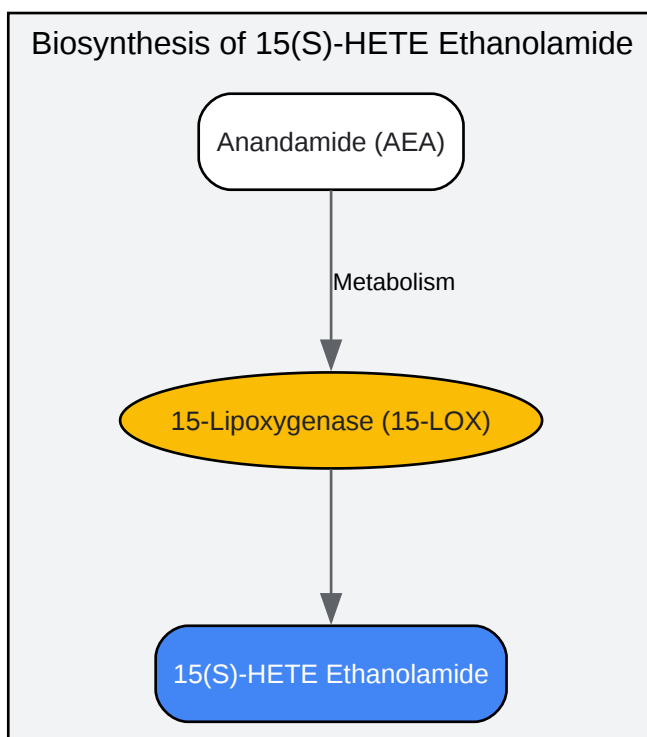 Biosynthesis of 15(S)-HETE Ethanolamide
Anandamide (AEA)
Metabolism
15-Lipoxygenase (15-LOX)
15(S)-HETE Ethanolamide